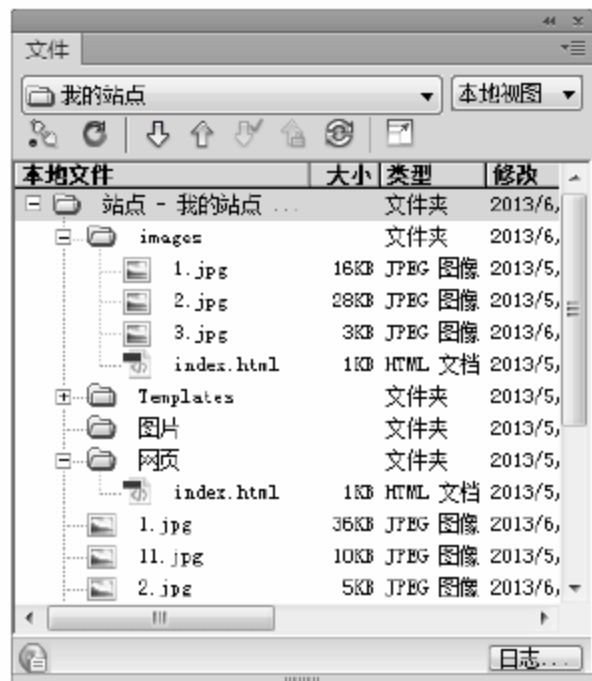 文件
我的站点 本地视图
本地文件 大小 类型 修改
站点 - 我的站点 ... 文件夹 2013/6,
images 文件夹 2013/6,
1.jpg 16KB JPEG 图像 2013/5,
2.jpg 28KB JPEG 图像 2013/5,
3.jpg 3KB JPEG 图像 2013/6,
index.html 1KB HTML 文档 2013/5,
Templates 文件夹 2013/5,
图片 文件夹 2013/5,
网页 文件夹 2013/5,
index.html 1KB HTML 文档 2013/5,
1.jpg 36KB JPEG 图像 2013/6,
11.jpg 10KB JPEG 图像 2013/5,
2.jpg 5KB JPEG 图像 2013/6,
日志...